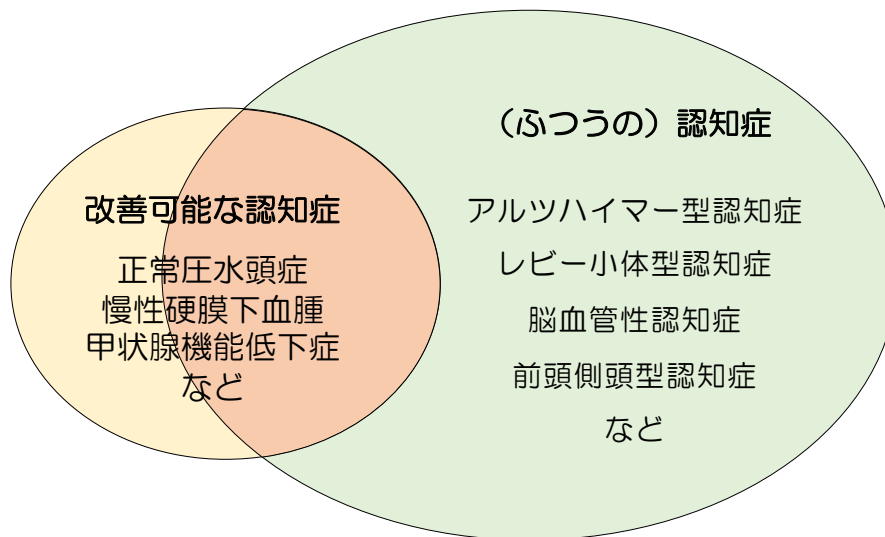 （ふつうの）認知症
アルツハイマー型認知症
レビー小体型認知症
脳血管性認知症
前頭側頭型認知症
など
改善可能な認知症
正常圧水頭症
慢性硬膜下血腫
甲状腺機能低下症
など